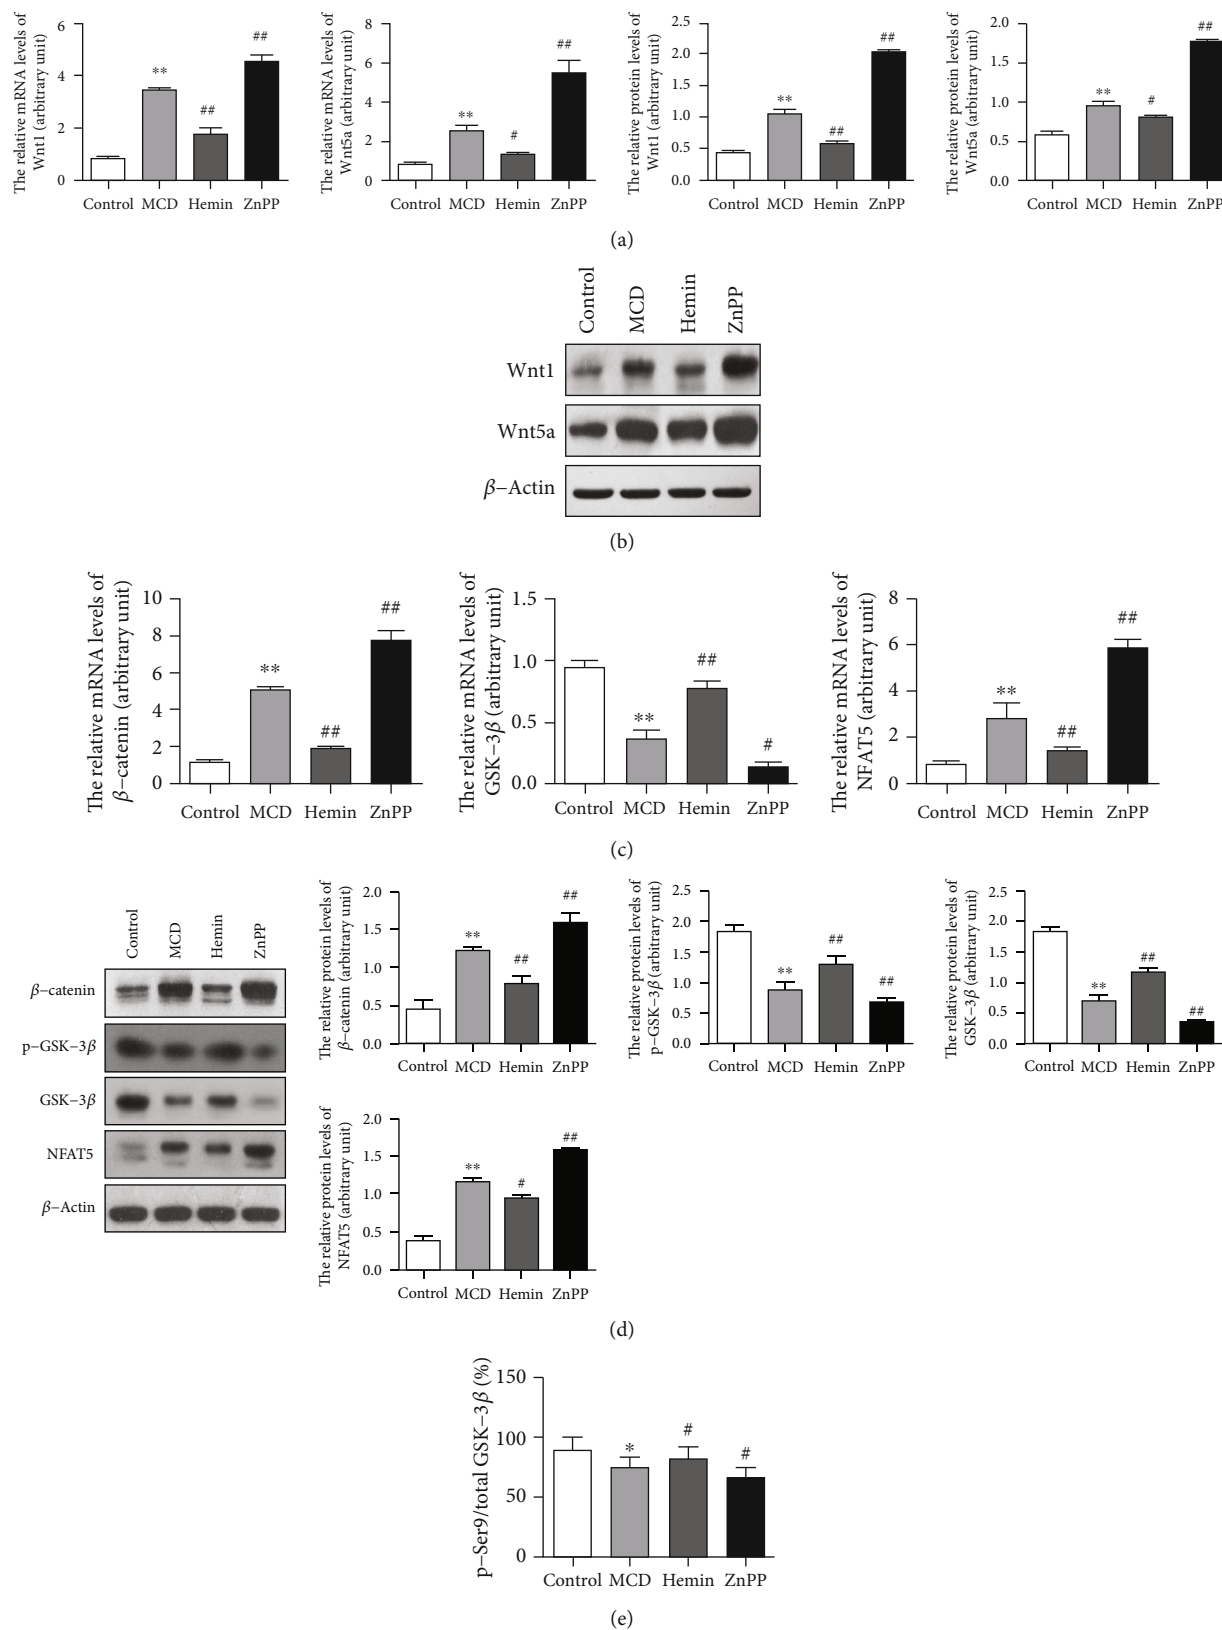 The relative mRNA levels of
Wnt1 (arbitrary unit)
6
4
2
0
**
##
##
Control MCD Hemin ZnPP
The relative mRNA levels of
Wnt5a (arbitrary unit)
8
6
4
2
0
**
#
##
Control MCD Hemin ZnPP
The relative protein levels of
Wnt1 (arbitrary unit)
2.5
2.0
1.5
1.0
0.5
0.0
**
##
##
Control MCD Hemin ZnPP
The relative protein levels of
Wnt5a (arbitrary unit)
2.0
1.5
1.0
0.5
0.0
**
#
##
Control MCD Hemin ZnPP
(a)
Control
MCD
Hemin
ZnPP
Wnt1
Wnt5a
β−Actin
(b)
The relative mRNA levels of
β−catenin (arbitrary unit)
10
8
6
4
2
0
**
##
##
Control MCD Hemin ZnPP
The relative mRNA levels of
GSK−3β (arbitrary unit)
1.5
1.0
0.5
0.0
**
##
#
Control MCD Hemin ZnPP
The relative mRNA levels of
NFAT5 (arbitrary unit)
8
6
4
2
0
**
##
##
Control MCD Hemin ZnPP
(c)
Control
MCD
Hemin
ZnPP
β−catenin
p−GSK−3β
GSK−3β
NFAT5
β−Actin
The relative protein levels of
β−catenin (arbitrary unit)
2.0
1.5
1.0
0.5
0.0
**
##
##
Control MCD Hemin ZnPP
The relative protein levels of
p−GSK−3β (arbitrary unit)
2.5
2.0
1.5
1.0
0.5
0.0
**
##
##
Control MCD Hemin ZnPP
The relative protein levels of
GSK−3β (arbitrary unit)
2.5
2.0
1.5
1.0
0.5
0.0
**
##
##
Control MCD Hemin ZnPP
The relative protein levels of
NFAT5 (arbitrary unit)
2.0
1.5
1.0
0.5
0.0
**
#
##
Control MCD Hemin ZnPP
(d)
p−Ser9/total GSK−3β (%)
150
100
50
0
*
#
#
Control MCD Hemin ZnPP
(e)